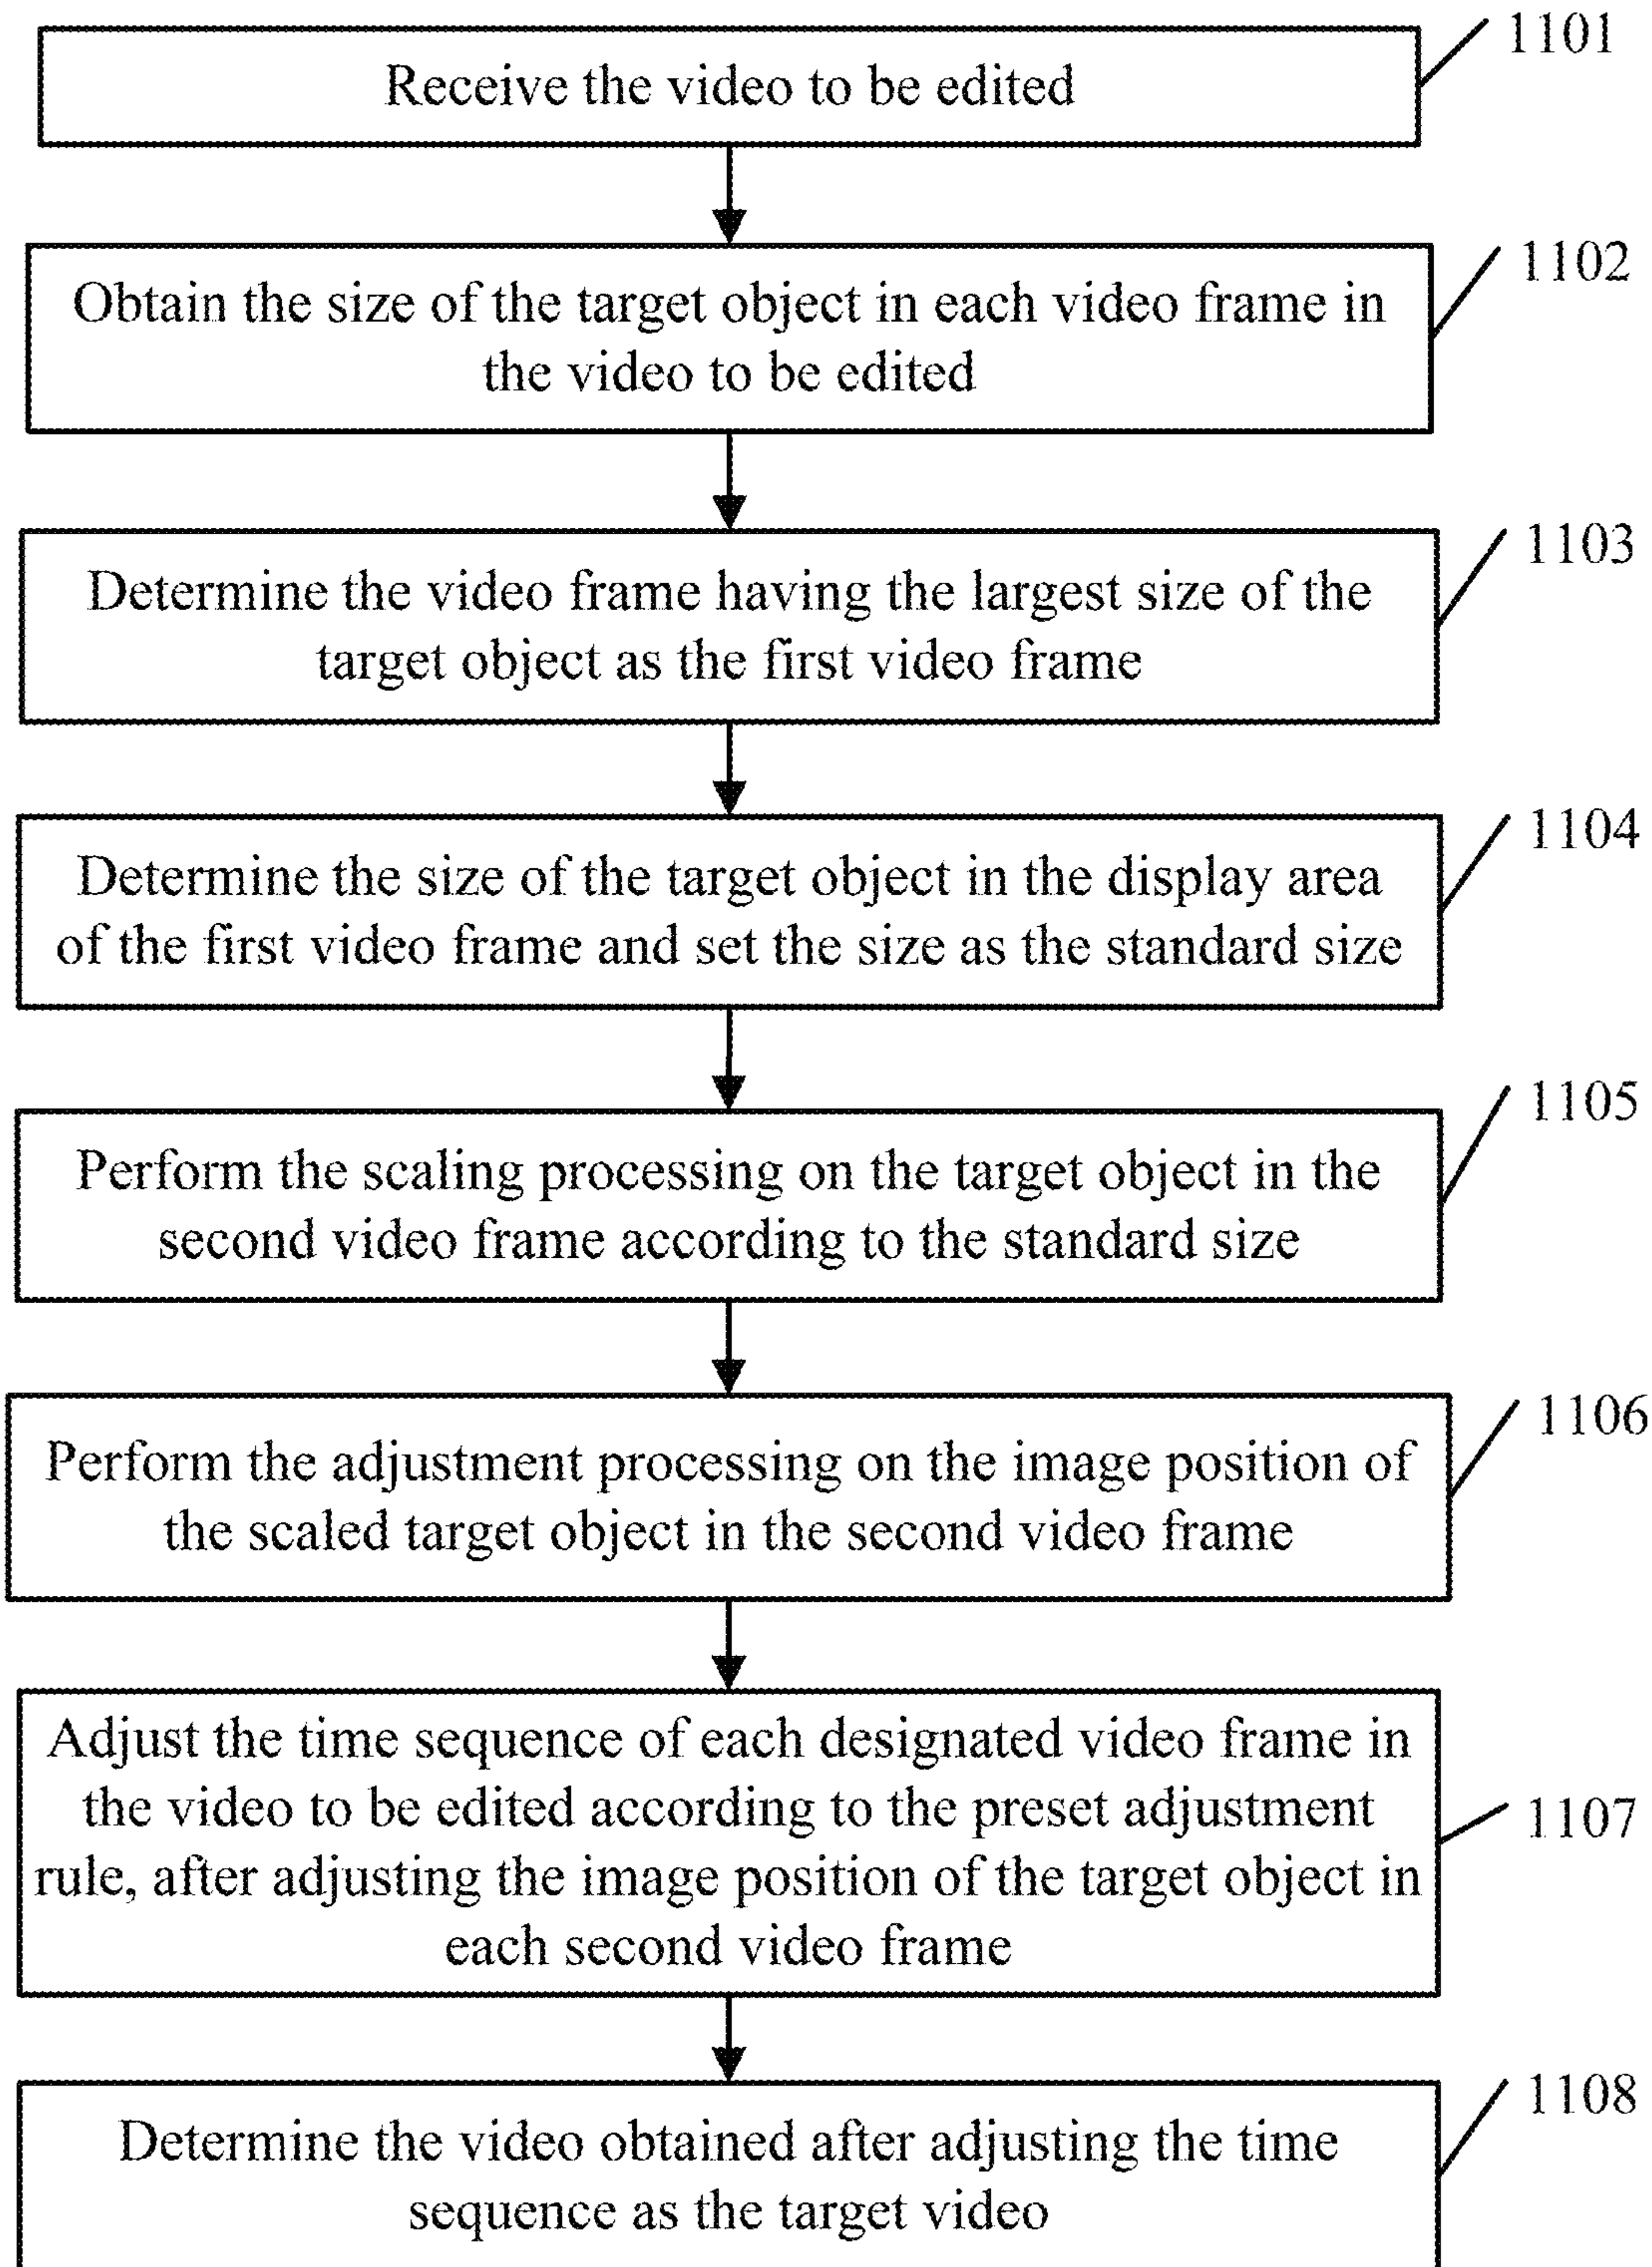 1101
Receive the video to be edited
1102
Obtain the size of the target object in each video frame in
the video to be edited
1103
Determine the video frame having the largest size of the
target object as the first video frame
1104
Determine the size of the target object in the display area
of the first video frame and set the size as the standard size
1105
Perform the scaling processing on the target object in the
second video frame according to the standard size
1106
Perform the adjustment processing on the image position of
the scaled target object in the second video frame
Adjust the time sequence of each designated video frame in
the video to be edited according to the preset adjustment
1107
rule, after adjusting the image position of the target object in
each second video frame
1108
Determine the video obtained after adjusting the time
sequence as the target video